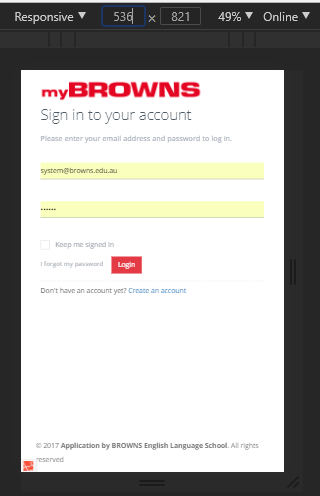 Responsive 536 × 821 49% Online
myBROWNS
Sign in to your account
Please enter your email address and password to log in.
system@browns.edu.au
••••••
Keep me signed in
I forgot my password Login
Don't have an account yet? Create an account
© 2017 Application by BROWNS English Language School. All rights
reserved